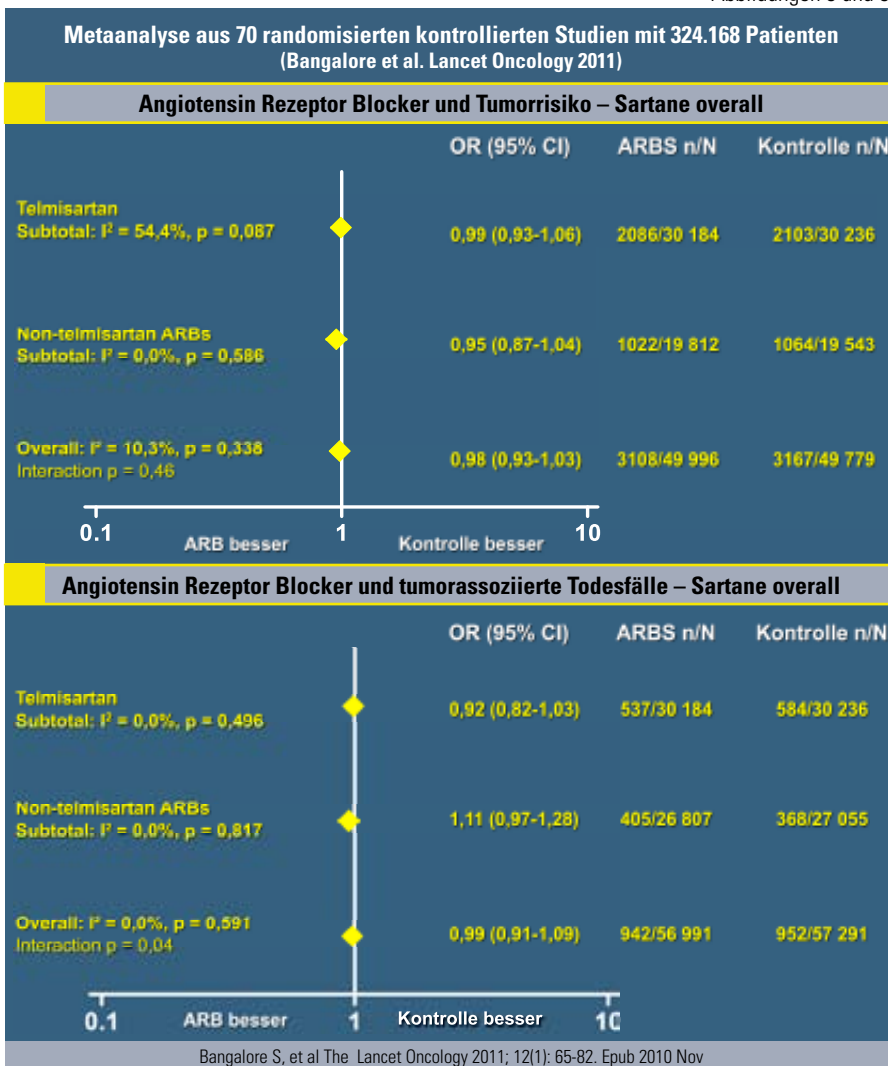 Metaanalyse aus 70 randomisierten kontrollierten Studien mit 324.168 Patienten
(Bangalore et al. Lancet Oncology 2011)
Angiotensin Rezeptor Blocker und Tumorrisiko – Sartane overall
OR (95% CI) ARBS n/N Kontrolle n/N
Telmisartan
Subtotal: I² = 54,4%, p = 0,087 0,99 (0,93-1,06) 2086/30 184 2103/30 236
Non-telmisartan ARBs
Subtotal: I² = 0,0%, p = 0,586 0,95 (0,87-1,04) 1022/19 812 1064/19 543
Overall: I² = 10,3%, p = 0,338 0,98 (0,93-1,03) 3108/49 996 3167/49 779
Interaction p = 0,46
0.1 ARB besser 1 Kontrolle besser 10
Angiotensin Rezeptor Blocker und tumorassoziierte Todesfälle – Sartane overall
OR (95% CI) ARBS n/N Kontrolle n/N
Telmisartan
Subtotal: I² = 0,0%, p = 0,496 0,92 (0,82-1,03) 537/30 184 584/30 236
Non-telmisartan ARBs
Subtotal: I² = 0,0%, p = 0,817 1,11 (0,97-1,28) 405/26 807 368/27 055
Overall: I² = 0,0%, p = 0,591 0,99 (0,91-1,09) 942/56 991 952/57 291
Interaction p = 0,04
0.1 ARB besser 1 Kontrolle besser 10
Bangalore S, et al The Lancet Oncology 2011; 12(1): 65-82. Epub 2010 Nov